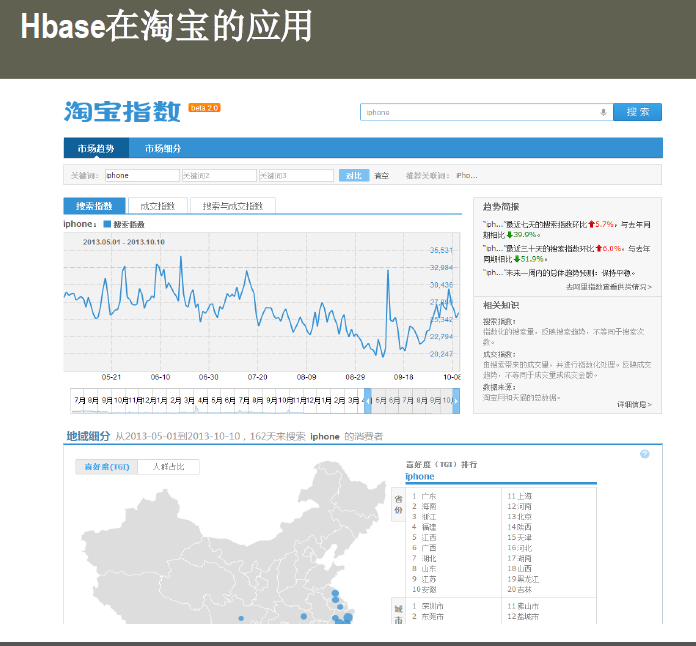 Hbase在淘宝的应用
淘宝指数 beta 2.0
iphone 搜 索
市场趋势 市场细分
关键词: iphone 关键词2 关键词3 对比 清空 推荐关联词: iPho...
搜索指数 成交指数 搜索与成交指数
iphone: 搜索指数
2013.05.01 - 2013.10.10
35,531
32,984
30,436
25,342
22,794
20,247
05-21 06-10 06-30 07-20 08-09 08-29 09-18 10-08
7月 8月 9月 10月11月12月 1月 2月 3月 4月 5月 6月 7月 8月 9月 10月11月12月 1月 2月 3月 4月 5月 6月 7月 8月 9月 10月
趋势简报
"iph..."最近七天的搜索指数环比5.7%,与去年同
期相比39.9%。
"iph..."最近三十天的搜索指数环比6.0%,与去年
同期相比51.9%。
"iph..."未来一周内的总体趋势预测:保持平稳。
去阿里指数查看供货情况>
相关知识
搜索指数:
指数化的搜索量,反映搜索趋势,不等同于搜索次
数。
成交指数:
由搜索带来的成交量,并进行指数化处理。反映成交
趋势,不等同于成交量或成交金额。
数据来源:
淘宝网和天猫的总数据。
详细信息>
地域细分 从2013-05-01到2013-10-10,162天来搜索 iphone 的消费者
喜好度(TGI) 人群占比
喜好度(TGI)排行
iphone
省份
1 广东 11 上海
2 海南 12 河南
3 浙江 13 北京
4 福建 14 陕西
5 江西 15 天津
6 广西 16 河北
7 湖北 17 湖南
8 山东 18 山西
9 江苏 19 黑龙江
10 安徽 20 吉林
城市
1 深圳市 11 佛山市
2 东莞市 12 盐城市